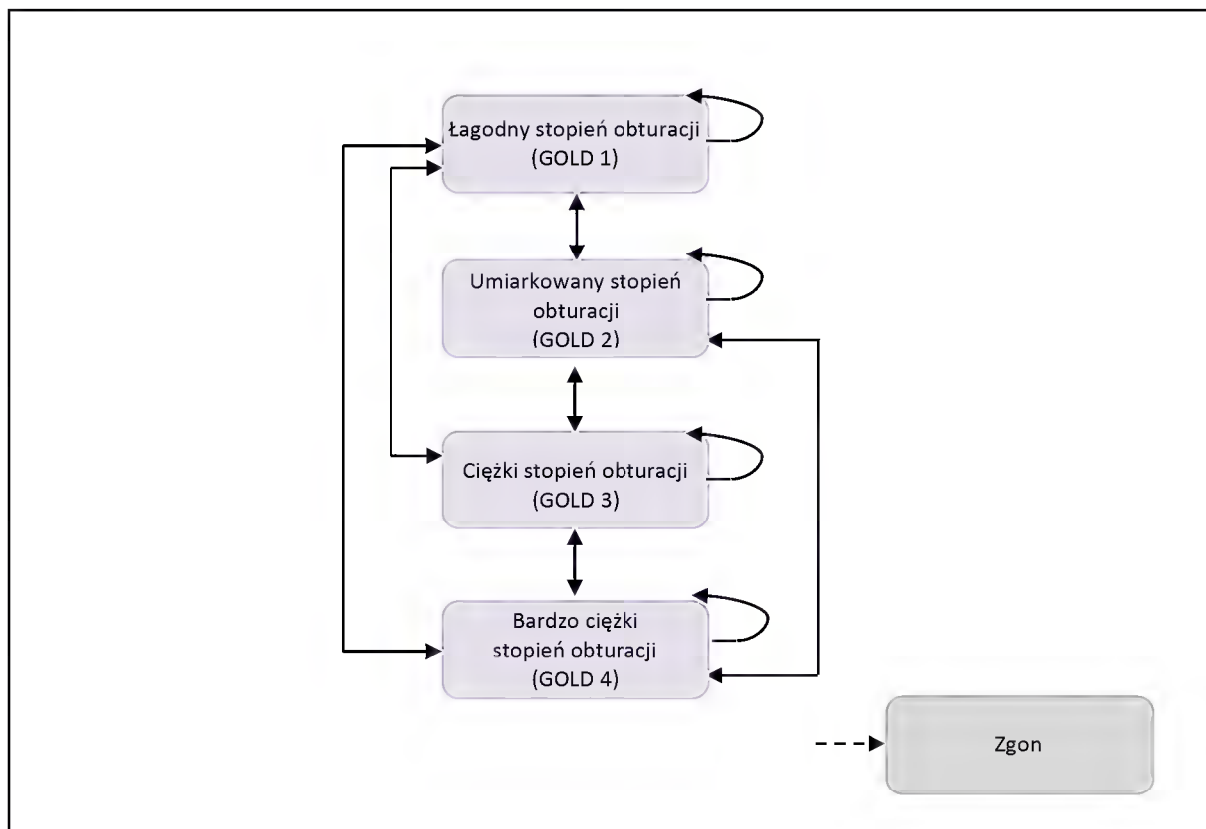 Łagodny stopień obturacji
(GOLD 1)
Umiarkowany stopień
obturacji
(GOLD 2)
Ciężki stopień obturacji
(GOLD 3)
Bardzo ciężki
stopień obturacji
(GOLD 4)
Zgon